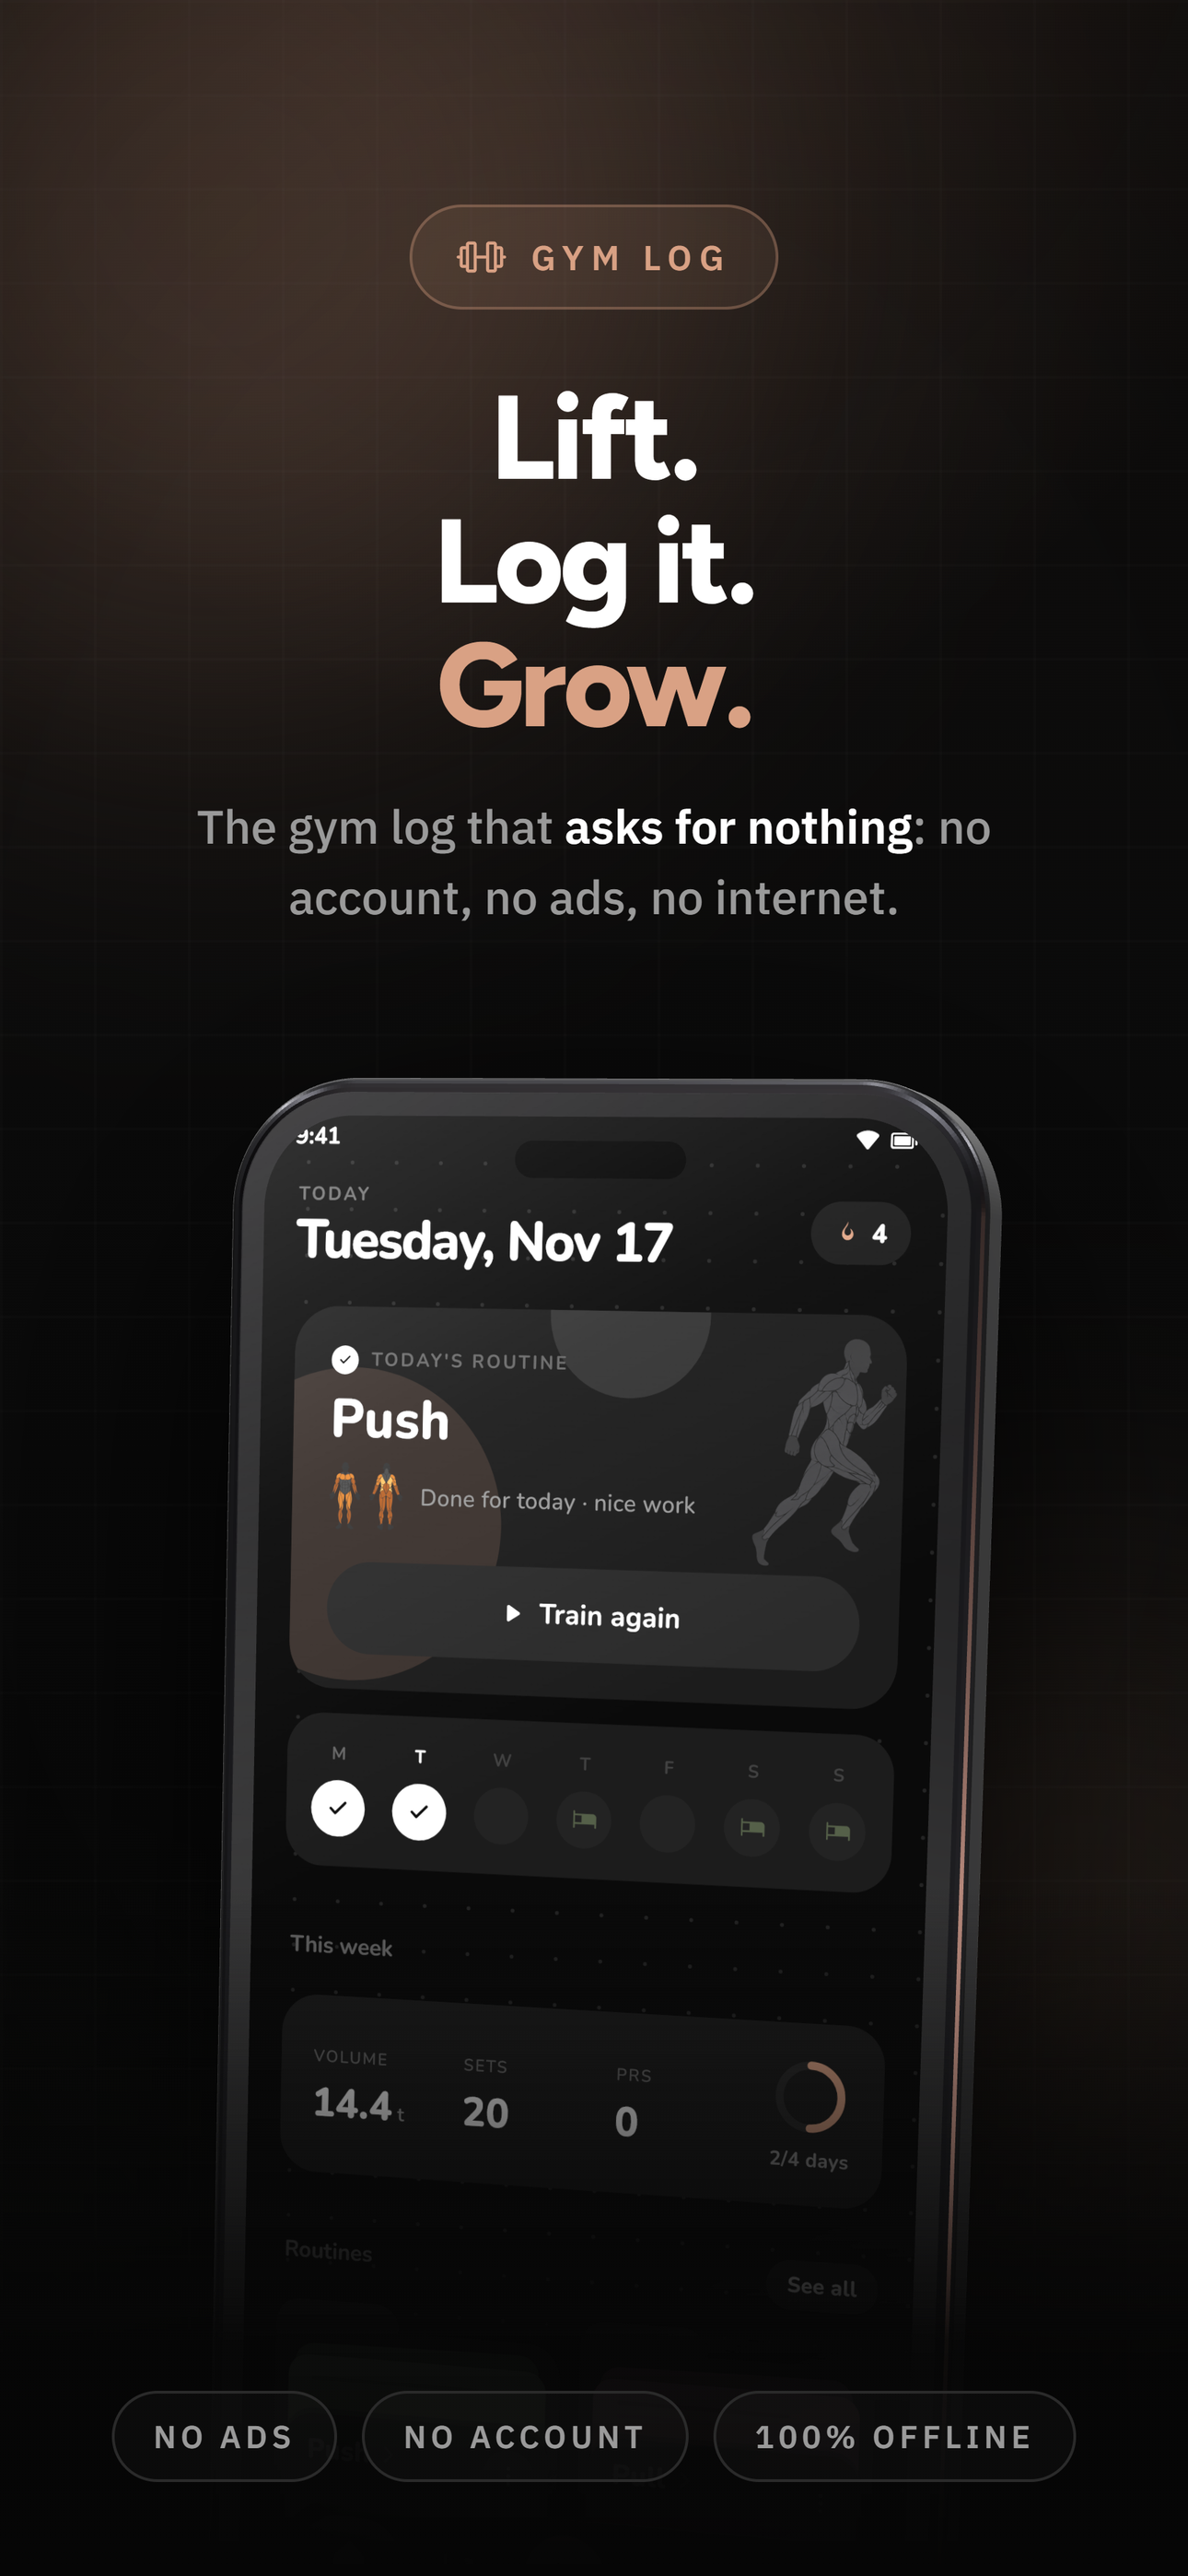 GYM LOG
Lift.
Log it.
Grow.
The gym log that asks for nothing: no
account, no ads, no internet.
9:41
TODAY
Tuesday, Nov 17
4
TODAY'S ROUTINE
Push
Done for today · nice work
Train again
M T W T F S S
This week
VOLUME SETS PRS
14.4 t 20 0
2/4 days
Routines
See all
Push
Pull
NO ADS
NO ACCOUNT
100% OFFLINE